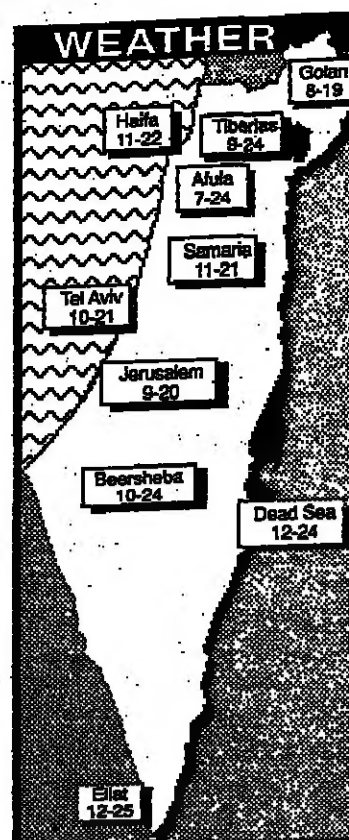 WEATHER
Golan
8-19
Haifa
11-22
Tiberias
8-24
Afula
7-24
Samaria
11-21
Tel Aviv
10-21
Jerusalem
9-20
Beersheba
10-24
Dead Sea
12-24
Eilat
12-25